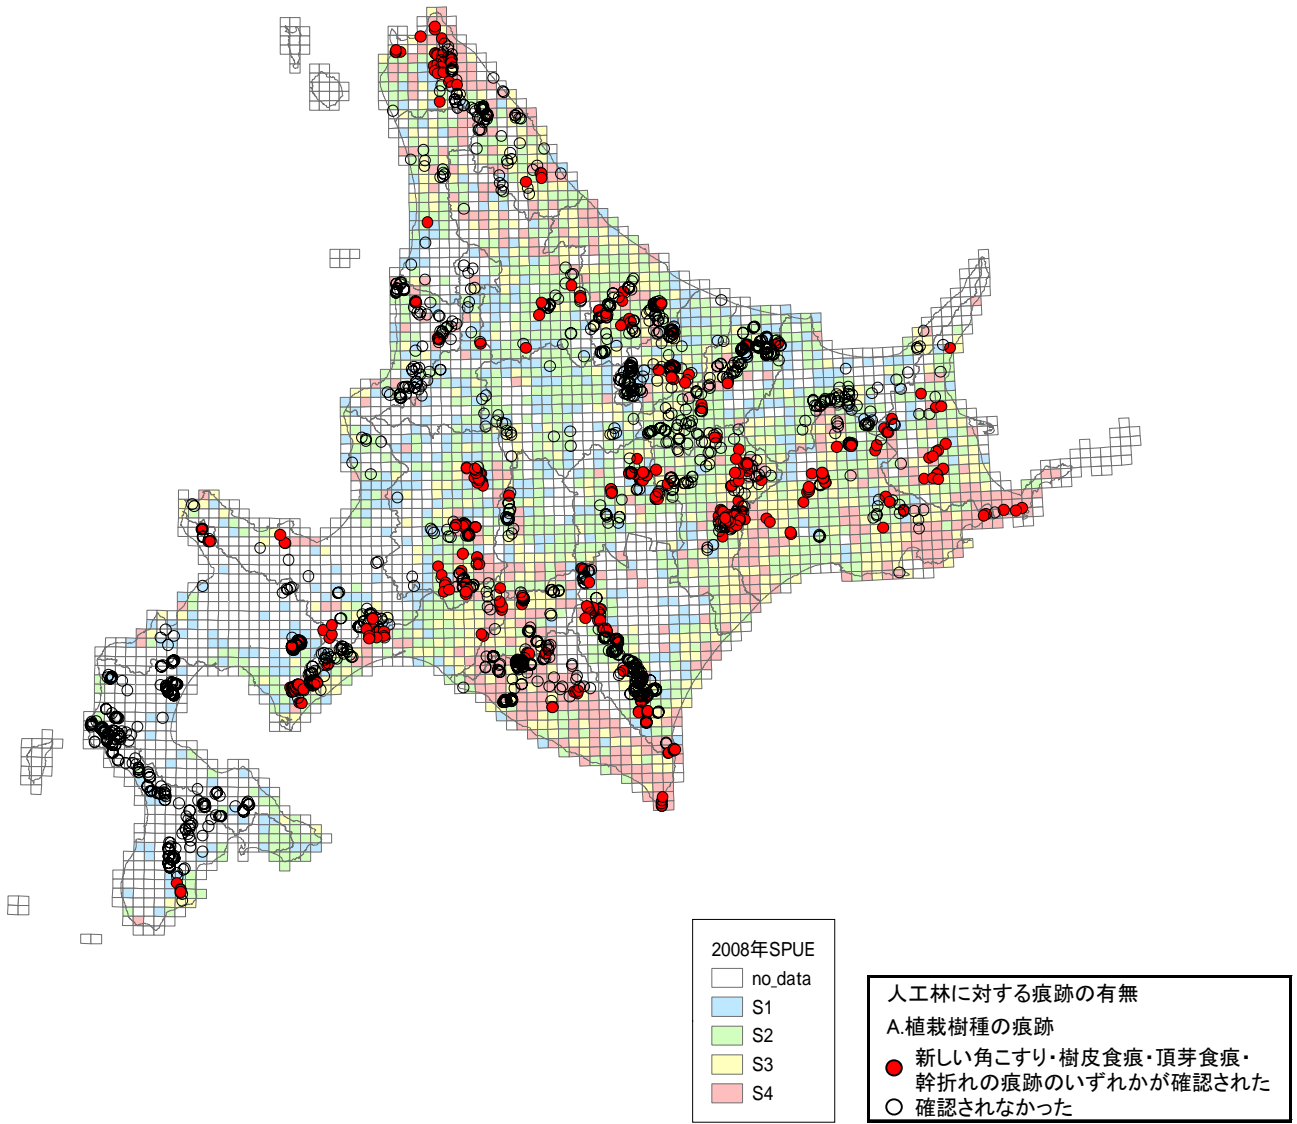 2008年SPUE
no_data
S1
S2
S3
S4
人工林に対する痕跡の有無
A.植栽樹種の痕跡
新しい角こすり・樹皮食痕・頂芽食痕・
幹折れの痕跡のいずれかが確認された
確認されなかった